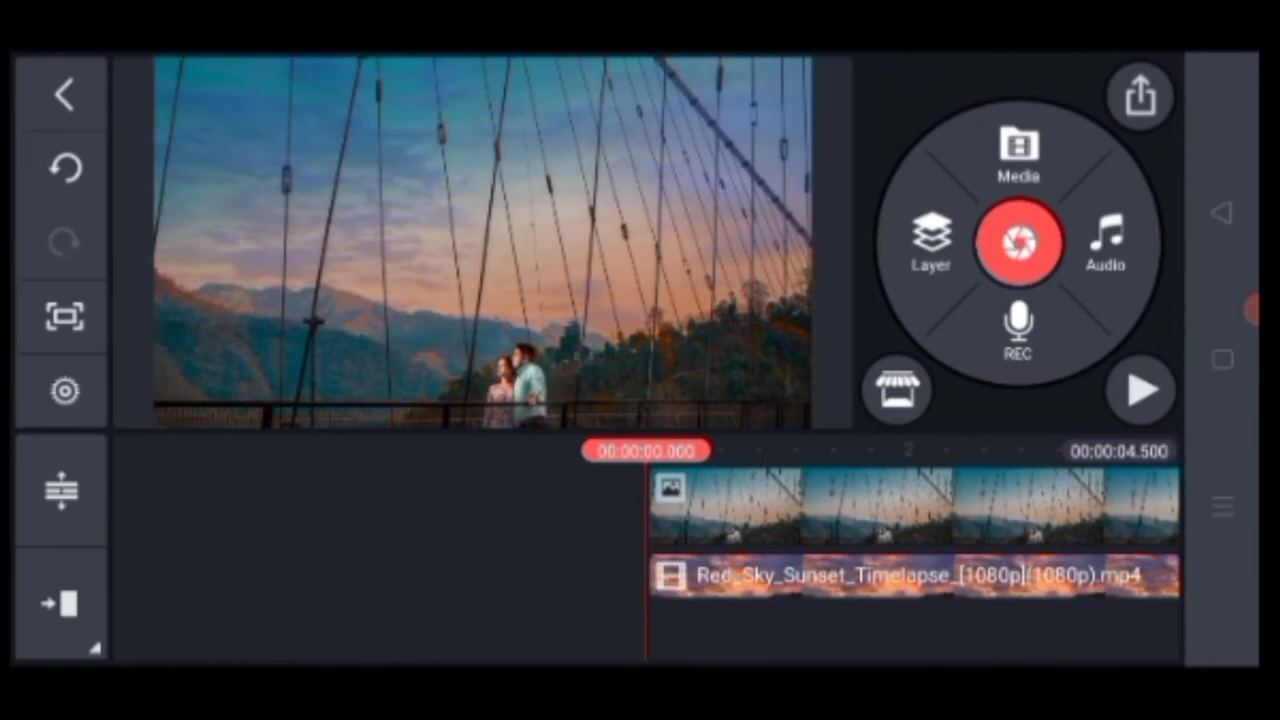 Media
Layer
Audio
REC
00:00:00.000
2
00:00:04.500
Red_Sky_Sunset_Timelapse_[1080p](1080p).mp4